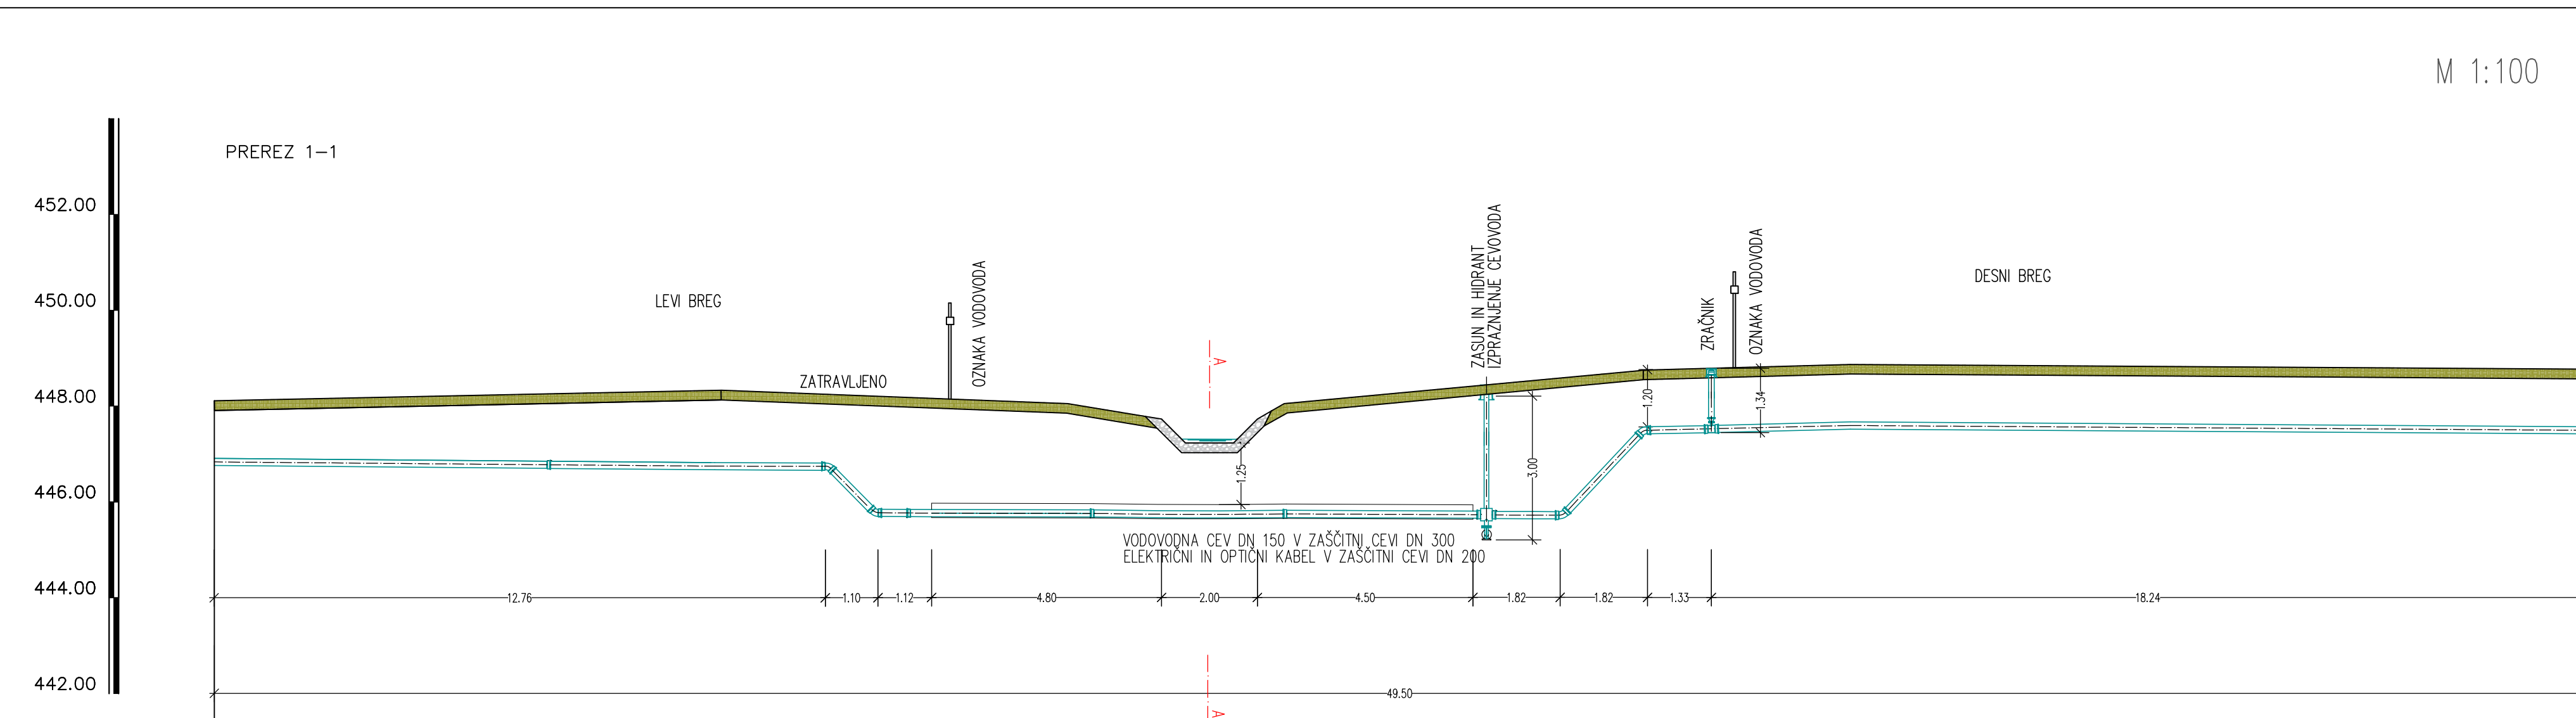 M 1:100
PREREZ 1-1
452.00
450.00
448.00
446.00
444.00
442.00
LEVI BREG
ZATRAVLJENO
OZNAKA VODOVODA
A
ZASUN IN HIDRANT
IZPRAZNJENJE CEVOVODA
ZRAČNIK
OZNAKA VODOVODA
DESNI BREG
1.25
3.00
1.20
1.34
VODOVODNA CEV DN 150 V ZAŠČITNI CEVI DN 300
ELEKTRIČNI IN OPTIČNI KABEL V ZAŠČITNI CEVI DN 200
12.76
1.10
1.12
4.80
2.00
4.50
1.82
1.82
1.33
18.24
49.50
A